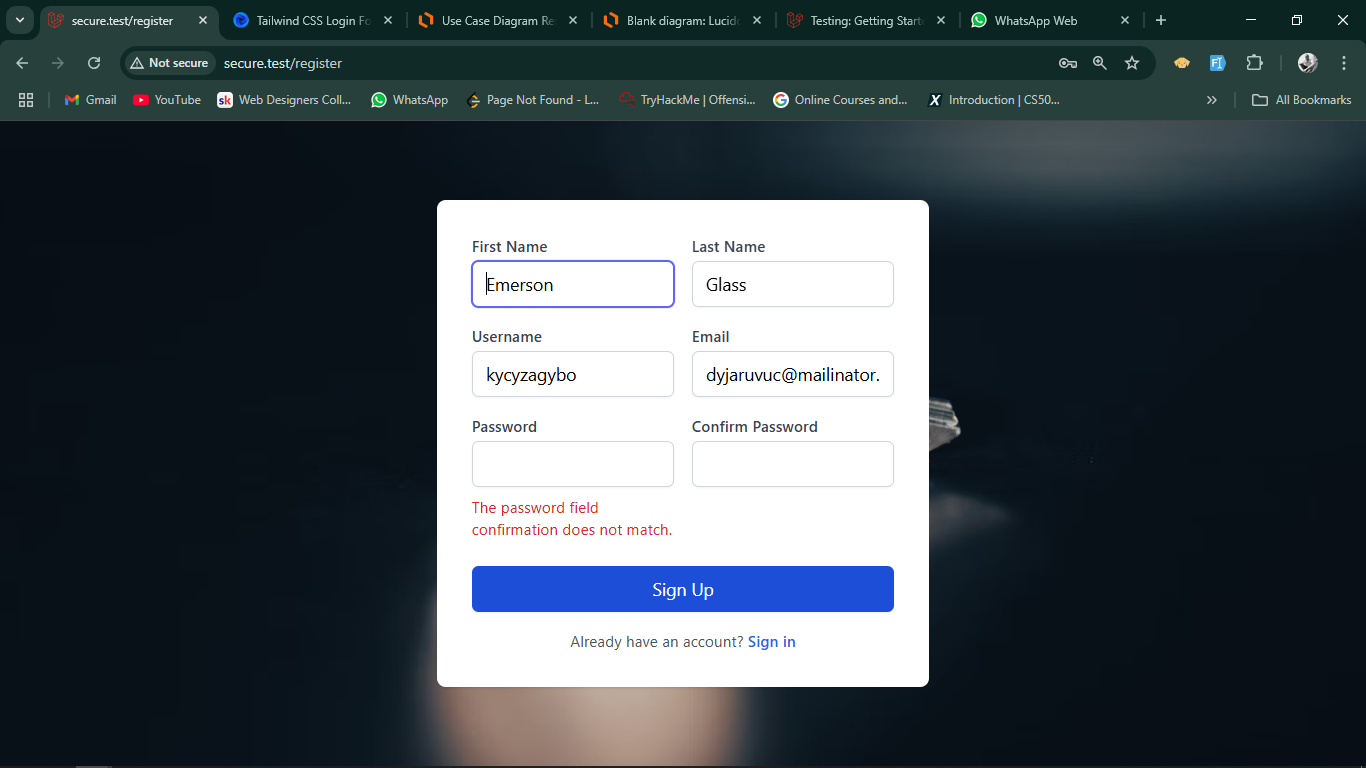 secure.test/register
Tailwind CSS Login Fo
Use Case Diagram Re
Blank diagram: Lucid
Testing: Getting Starte
WhatsApp Web
Not secure
secure.test/register
Gmail
YouTube
Web Designers Coll...
WhatsApp
Page Not Found - L...
TryHackMe | Offensi...
Online Courses and...
Introduction | CS50...
All Bookmarks
First Name
Last Name
Emerson
Glass
Username
Email
kycyzagybo
dyjaruvuc@mailinator.
Password
Confirm Password
The password field
confirmation does not match.
Sign Up
Already have an account? Sign in